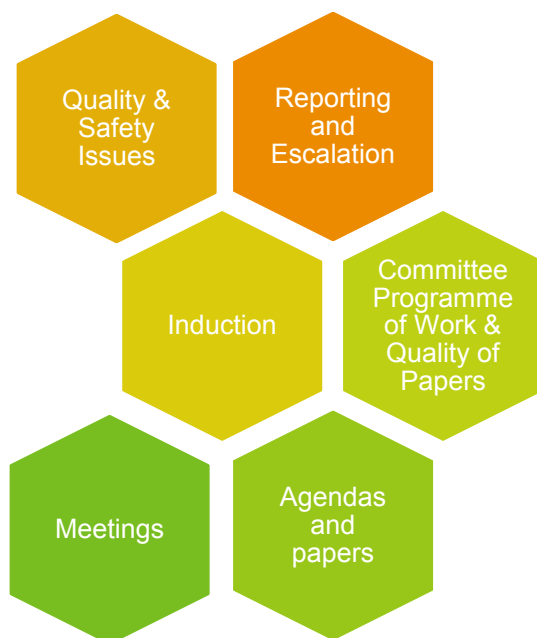 Quality &
Safety
Issues
Reporting
and
Escalation
Induction
Committee
Programme
of Work &
Quality of
Papers
Meetings
Agendas
and
papers